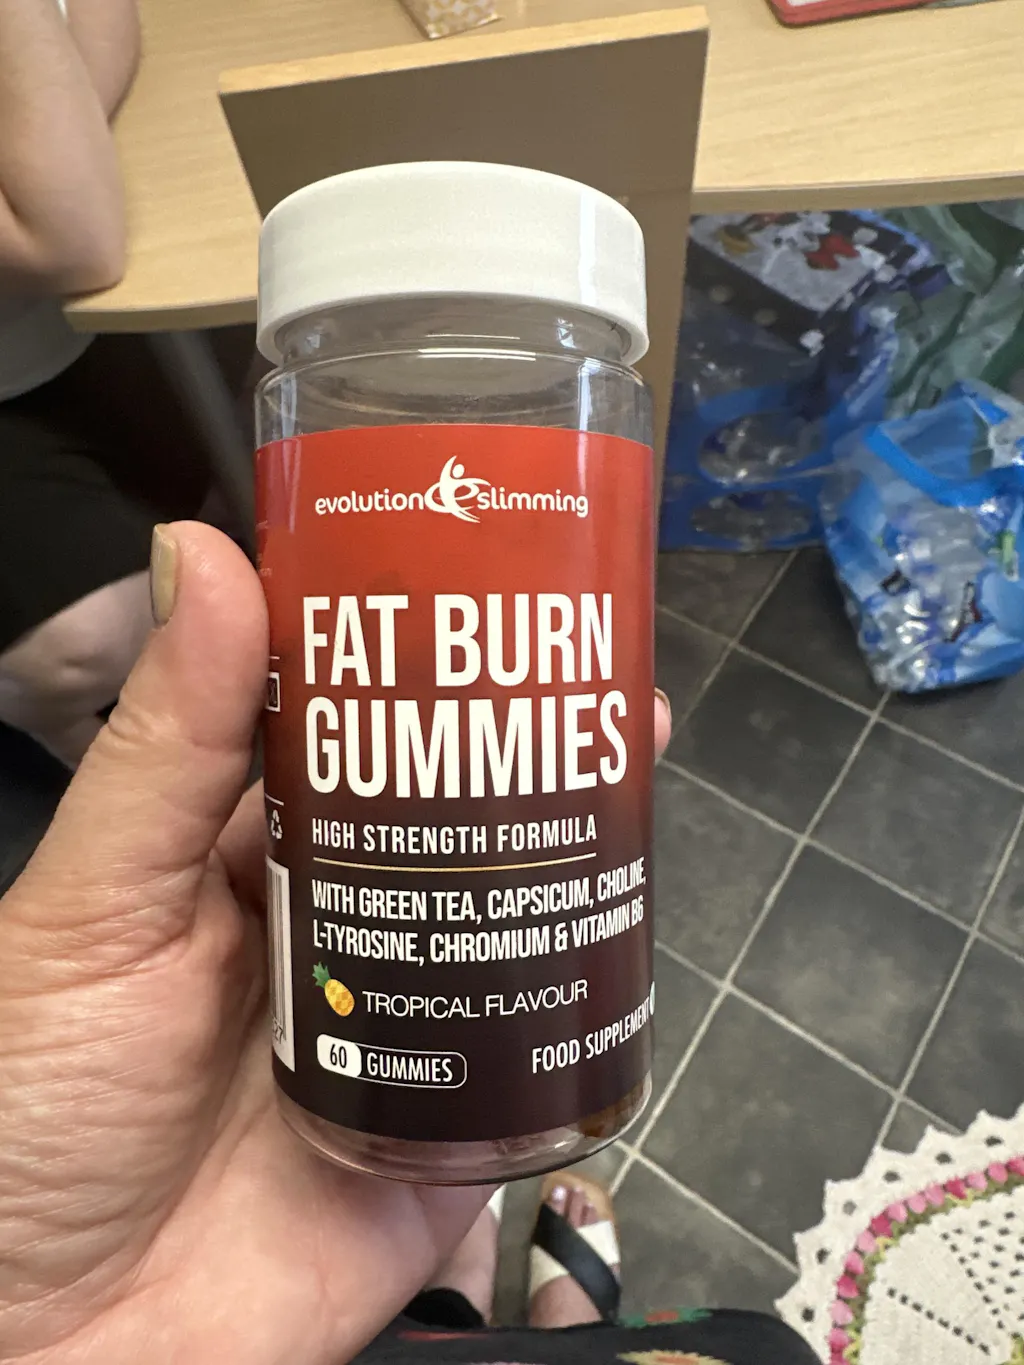 evolution slimming
FAT BURN
GUMMIES
HIGH STRENGTH FORMULA
WITH GREEN TEA, CAPSICUM, CHOLINE,
L-TYROSINE, CHROMIUM & VITAMIN B6
TROPICAL FLAVOUR
60 GUMMIES
FOOD SUPPLEMENT